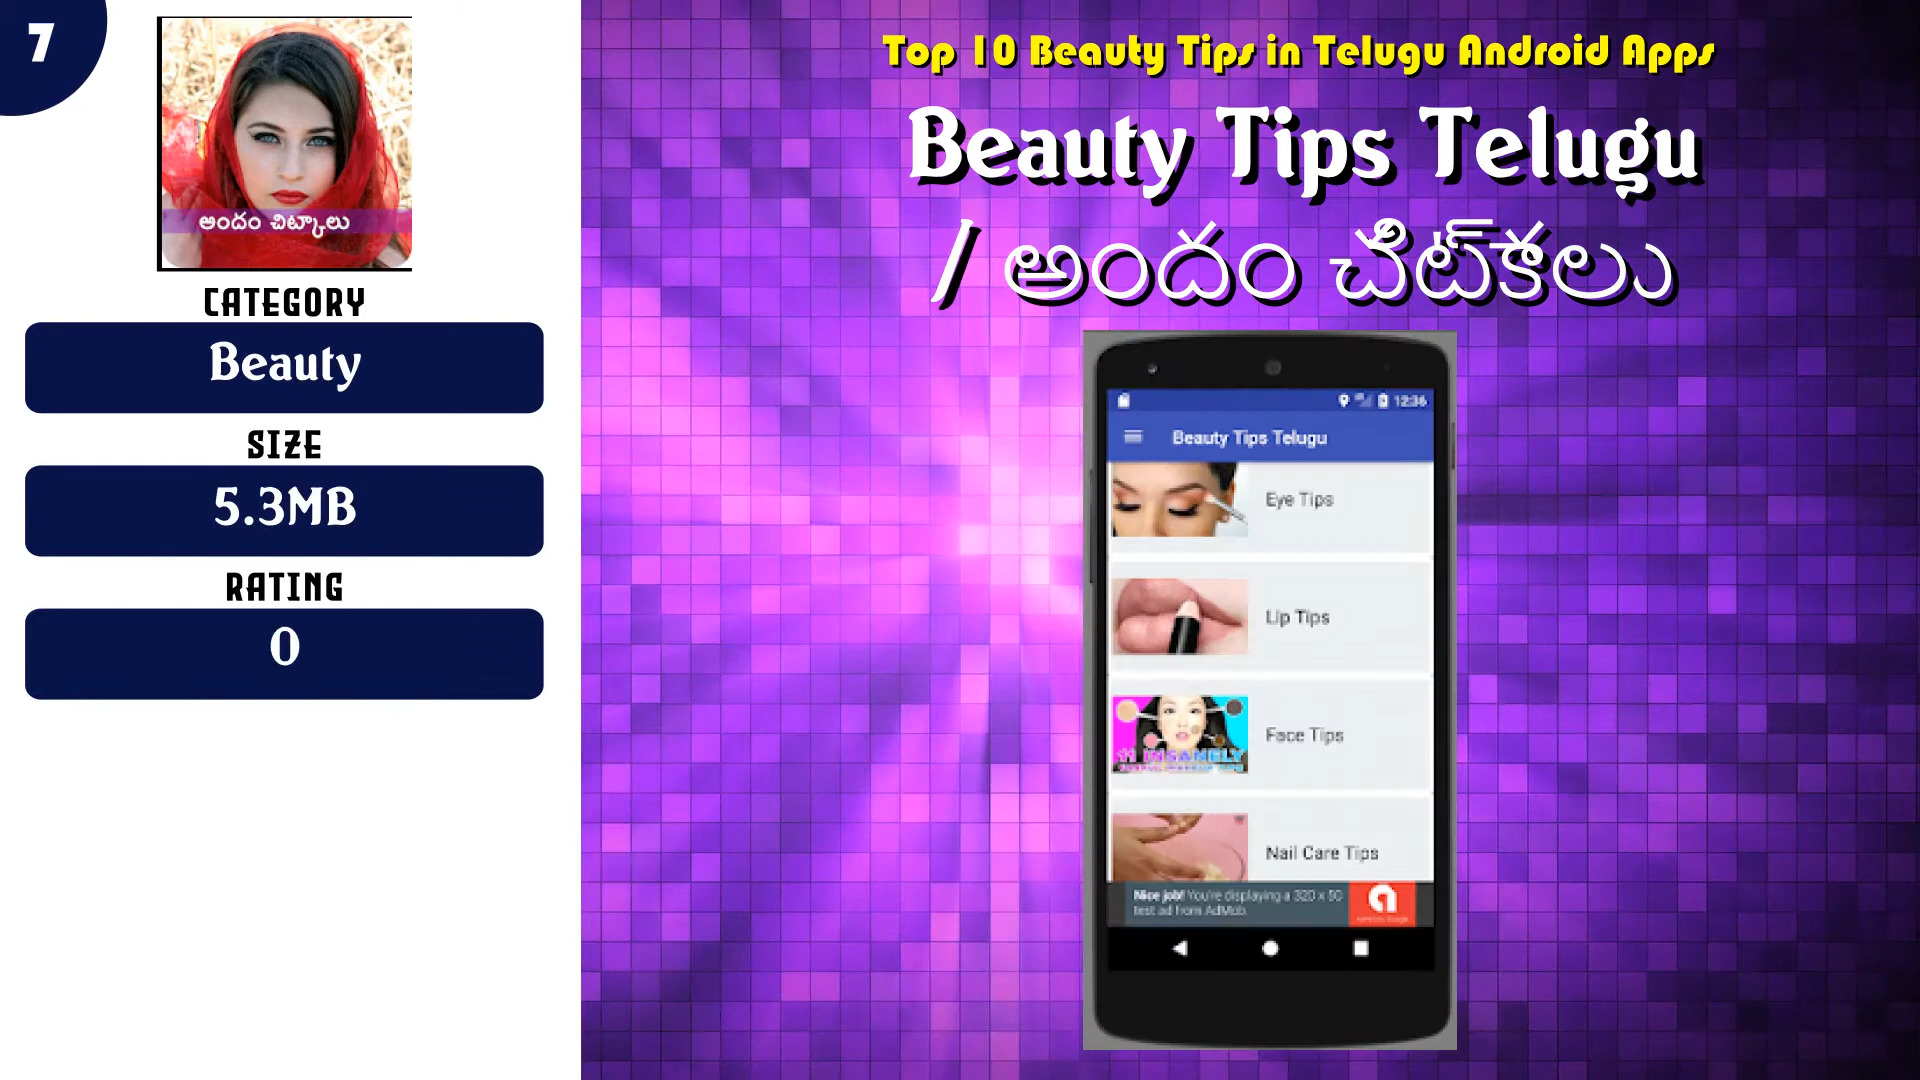 7
అందం చిట్కాలు
CATEGORY
Beauty
SIZE
5.3MB
RATING
0
Top 10 Beauty Tips in Telugu Android Apps
Beauty Tips Telugu
/ అందం చిట్కాలు
12:36
Beauty Tips Telugu
Eye Tips
Lip Tips
Face Tips
11 INSANELY
Nail Care Tips
Nice job! You're displaying a 320 x 50
test ad from AdMob.